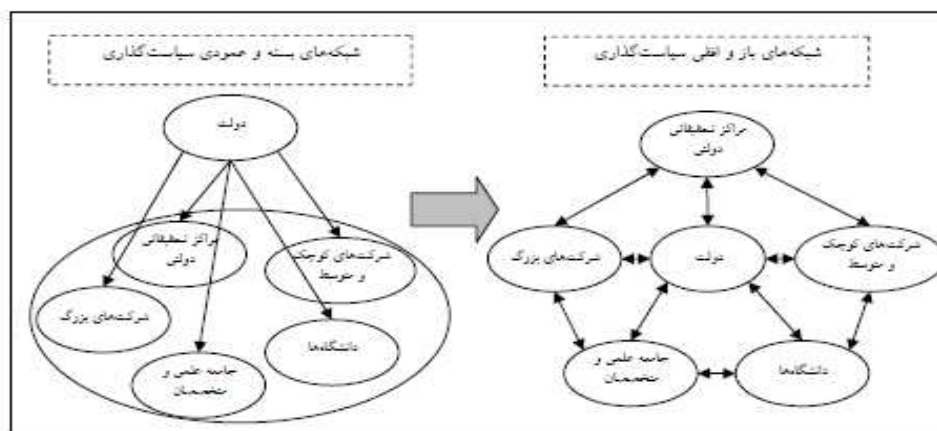 شبکه‌های باز و افقی سیاست‌گذاری
شبکه‌های بسته و عمودی سیاست‌گذاری
مراکز تحقیقاتی
دولتی
شرکت‌های کوچک
و متوسط
دولت
شرکت‌های بزرگ
دانشگاه‌ها
جامعه علمی و
متخصصان
دولت
مراکز تحقیقاتی
دولتی
شرکت‌های کوچک
و متوسط
شرکت‌های بزرگ
دانشگاه‌ها
جامعه علمی و
متخصصان